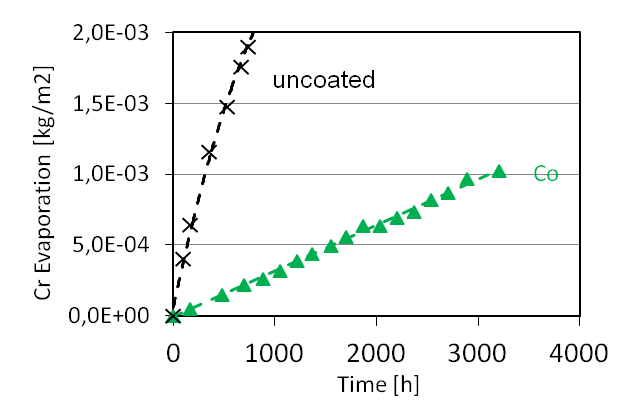 2,0E-03
1,5E-03
1,0E-03
5,0E-04
0,0E+00
Cr Evaporation [kg/m2]
uncoated
Co
0 1000 2000 3000 4000
Time [h]